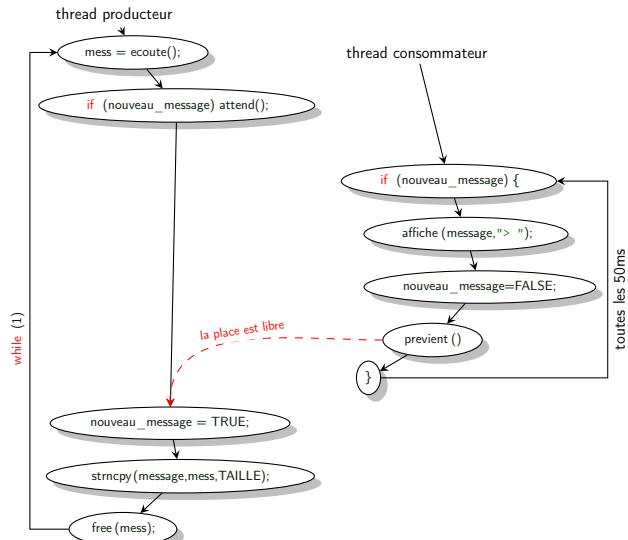 thread producteur
mess = ecoute();
if (nouveau_message) attend();
nouveau_message = TRUE;
strncpy(message,mess,TAILLE);
free(mess);
while (1)
la place est libre
thread consommateur
if (nouveau_message) {
affiche(message,"> ");
nouveau_message=FALSE;
previent()
}
toutes les 50ms